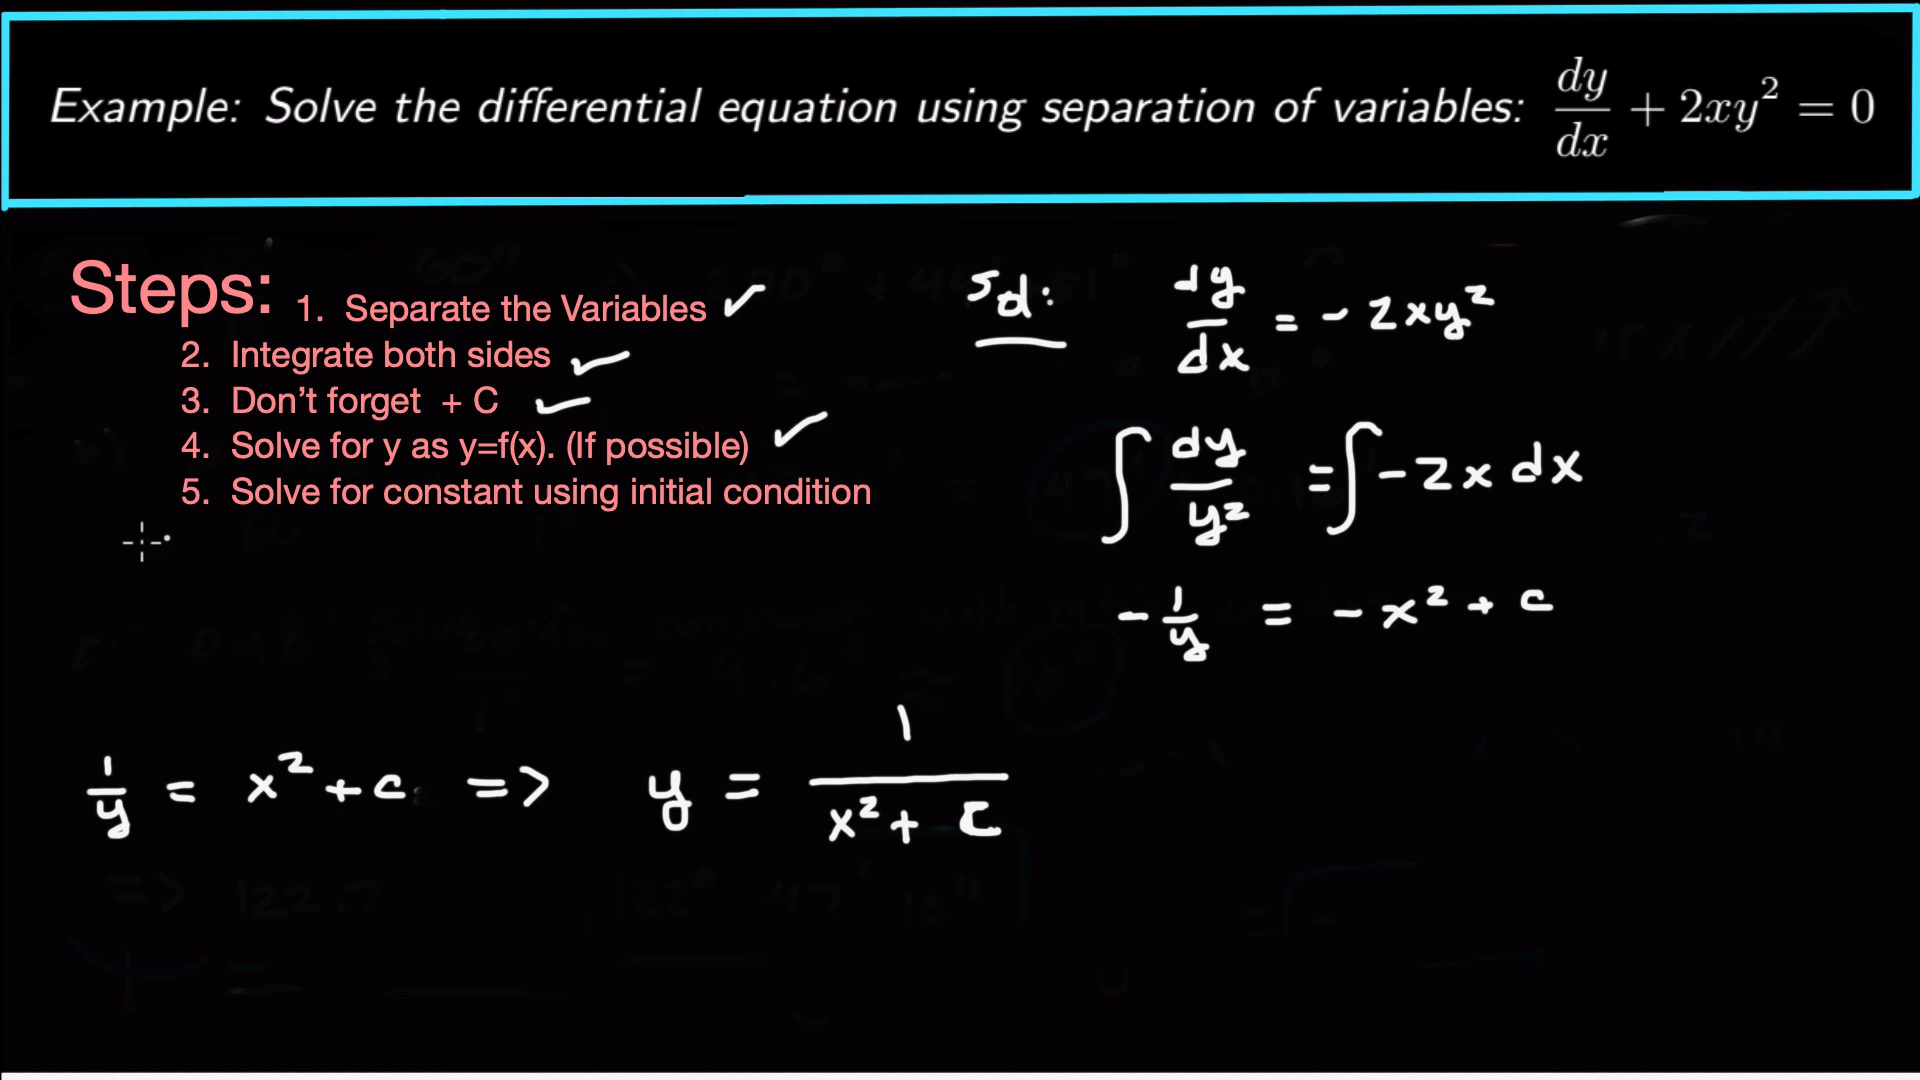 Example: Solve the differential equation using separation of variables: dy/dx + 2xy² = 0
Steps: 1. Separate the Variables ✓
2. Integrate both sides ✓
3. Don't forget + C ✓
4. Solve for y as y=f(x). (If possible) ✓
5. Solve for constant using initial condition
Sol: dy/dx = - 2xy²
∫ dy/y² = ∫ -2x dx
- 1/y = - x² + c
1/y = x² + c => y = 1/(x² + C)